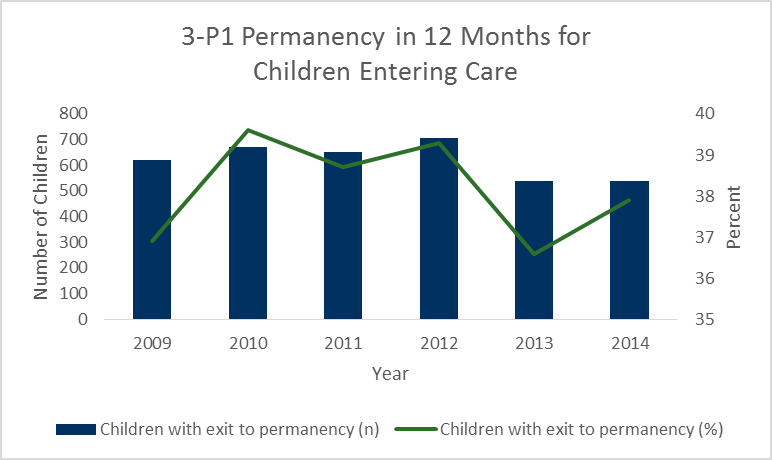 3-P1 Permanency in 12 Months for
Children Entering Care
Number of Children
800
700
600
500
400
300
200
100
0
40
39
38
37
36
35
Percent
2009 2010 2011 2012 2013 2014
Year
Children with exit to permanency (n) Children with exit to permanency (%)